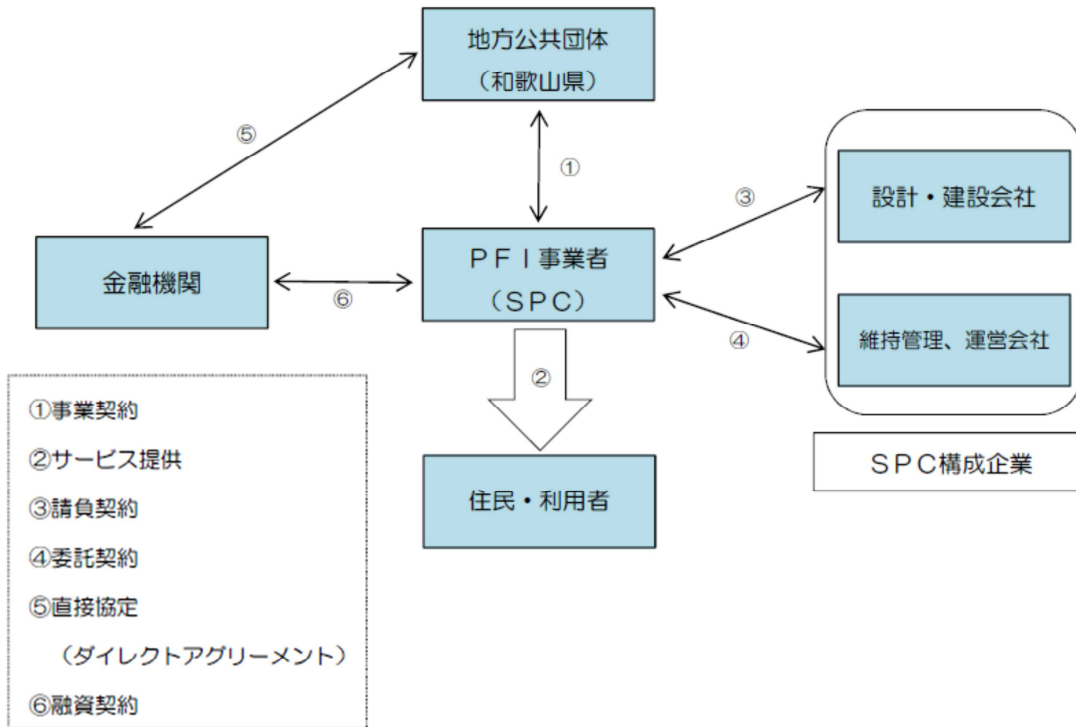 地方公共団体
（和歌山県）
⑤
①
③
設計・建設会社
金融機関
⑥
ＰＦＩ事業者
（ＳＰＣ）
④
維持管理、運営会社
②
ＳＰＣ構成企業
住民・利用者
①事業契約
②サービス提供
③請負契約
④委託契約
⑤直接協定
（ダイレクトアグリーメント）
⑥融資契約